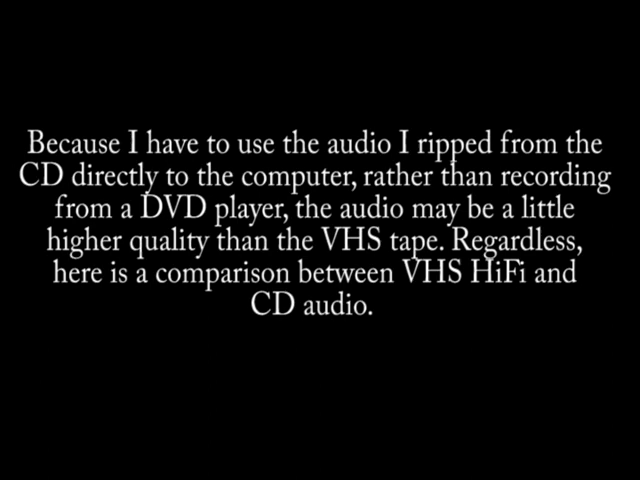 Because I have to use the audio I ripped from the
CD directly to the computer, rather than recording
from a DVD player, the audio may be a little
higher quality than the VHS tape. Regardless,
here is a comparison between VHS HiFi and
CD audio.